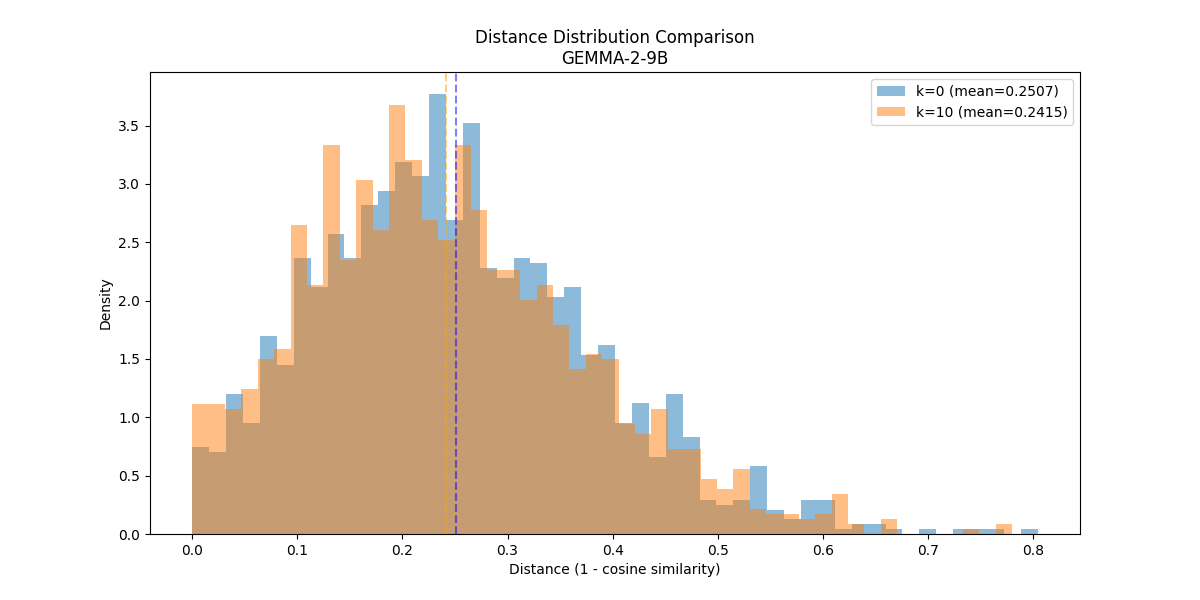 Distance Distribution Comparison
GEMMA-2-9B
k=0 (mean=0.2507)
k=10 (mean=0.2415)
Density
3.5
3.0
2.5
2.0
1.5
1.0
0.5
0.0
0.0 0.1 0.2 0.3 0.4 0.5 0.6 0.7 0.8
Distance (1 - cosine similarity)